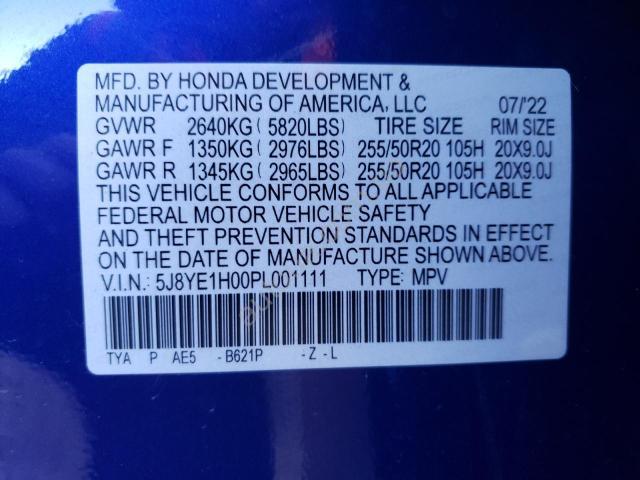 MFD. BY HONDA DEVELOPMENT &
MANUFACTURING OF AMERICA, LLC 07/'22
GVWR 2640KG ( 5820LBS) TIRE SIZE RIM SIZE
GAWR F 1350KG ( 2976LBS) 255/50R20 105H 20X9.0J
GAWR R 1345KG ( 2965LBS) 255/50R20 105H 20X9.0J
THIS VEHICLE CONFORMS TO ALL APPLICABLE
FEDERAL MOTOR VEHICLE SAFETY
AND THEFT PREVENTION STANDARDS IN EFFECT
ON THE DATE OF MANUFACTURE SHOWN ABOVE.
V.I.N.: 5J8YE1H00PL001111 TYPE: MPV
TYA P AE5 -B621P -Z-L